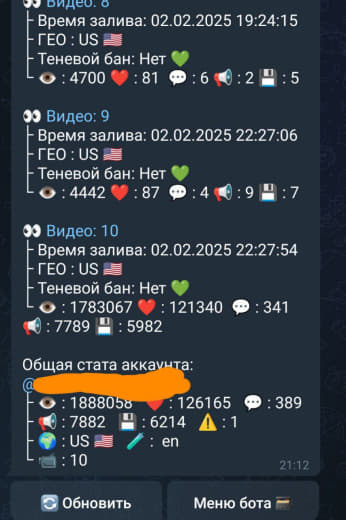 👀 Видео: 8
├ Время залива: 02.02.2025 19:24:15
├ ГЕО : US 🇺🇸
├ Теневой бан: Нет 💚
└ 👁 : 4700 ❤️ : 81 💬 : 6 📢 : 2 💾 : 5
👀 Видео: 9
├ Время залива: 02.02.2025 22:27:06
├ ГЕО : US 🇺🇸
├ Теневой бан: Нет 💚
└ 👁 : 4442 ❤️ : 87 💬 : 4 📢 : 9 💾 : 7
👀 Видео: 10
├ Время залива: 02.02.2025 22:27:54
├ ГЕО : US 🇺🇸
├ Теневой бан: Нет 💚
└ 👁 : 1783067 ❤️ : 121340 💬 : 341
📢 : 7789 💾 : 5982
Общая стата аккаунта:
@
├ 👁 : 1888058 ❤️ : 126165 💬 : 389
├ 📢 : 7882 💾 : 6214 ⚠️ : 1
├ 🌍 : US 🇺🇸 🧪 : en
└ 📹 : 10
21:12
🔄 Обновить
Меню бота